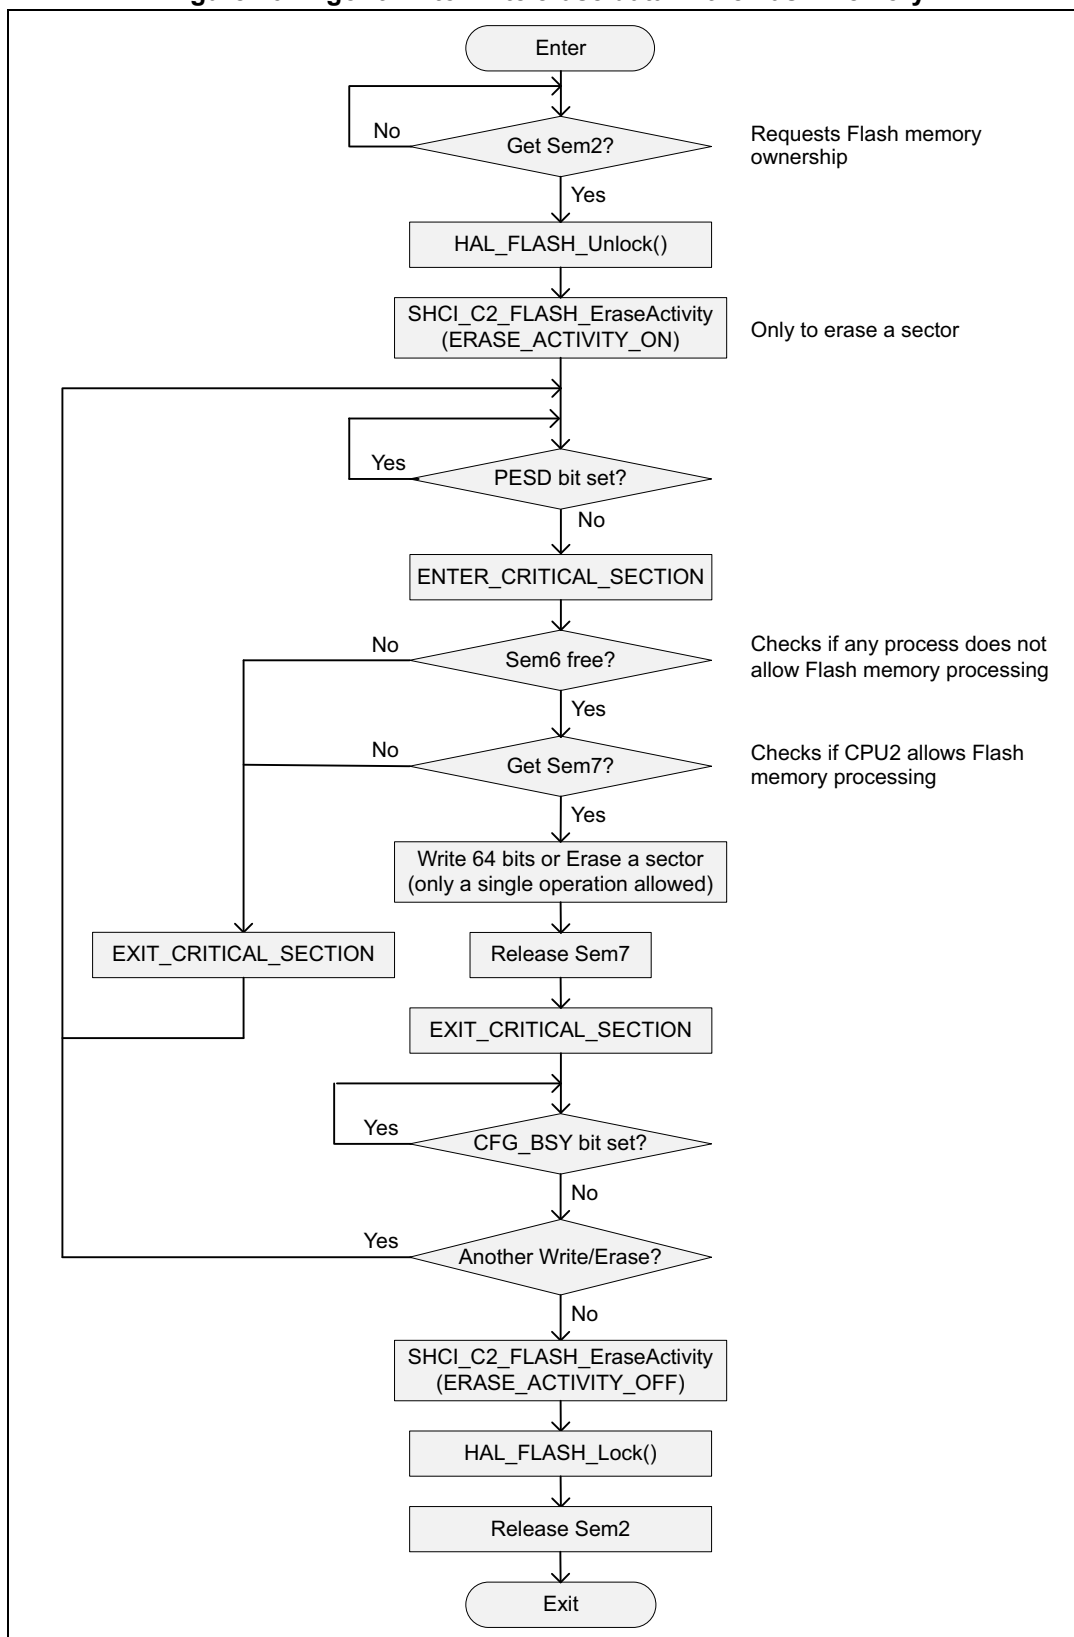 Enter
No
Get Sem2?
Requests Flash memory
ownership
Yes
HAL_FLASH_Unlock()
SHCI_C2_FLASH_EraseActivity
(ERASE_ACTIVITY_ON)
Only to erase a sector
Yes
PESD bit set?
No
ENTER_CRITICAL_SECTION
No
Sem6 free?
Checks if any process does not
allow Flash memory processing
Yes
No
Get Sem7?
Checks if CPU2 allows Flash
memory processing
Yes
Write 64 bits or Erase a sector
(only a single operation allowed)
EXIT_CRITICAL_SECTION
Release Sem7
EXIT_CRITICAL_SECTION
Yes
CFG_BSY bit set?
No
Yes
Another Write/Erase?
No
SHCI_C2_FLASH_EraseActivity
(ERASE_ACTIVITY_OFF)
HAL_FLASH_Lock()
Release Sem2
Exit